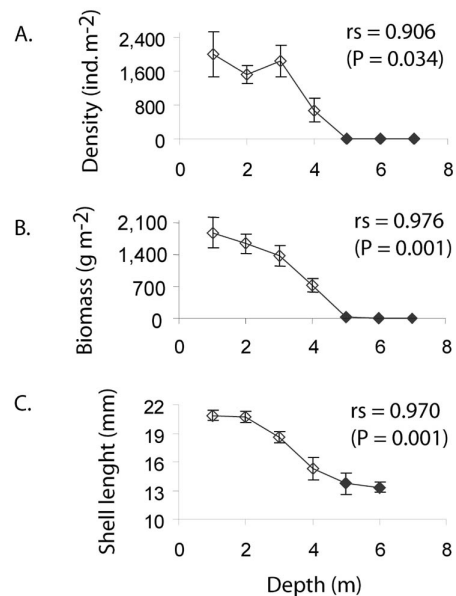 A.
Density (ind. m-2)
2,400
1,600
800
0
rs = 0.906
(P = 0.034)
0 2 4 6 8
B.
Biomass (g m-2)
2,100
1,400
700
0
rs = 0.976
(P = 0.001)
0 2 4 6 8
C.
Shell lenght (mm)
22
19
16
13
10
rs = 0.970
(P = 0.001)
0 2 4 6 8
Depth (m)